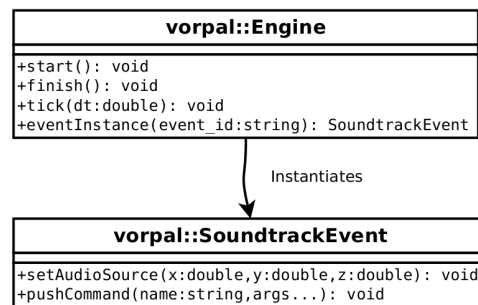 vorpal::Engine
+start(): void
+finish(): void
+tick(dt:double): void
+eventInstance(event_id:string): SoundtrackEvent
Instantiates
vorpal::SoundtrackEvent
+setAudioSource(x:double,y:double,z:double): void
+pushCommand(name:string,args...): void